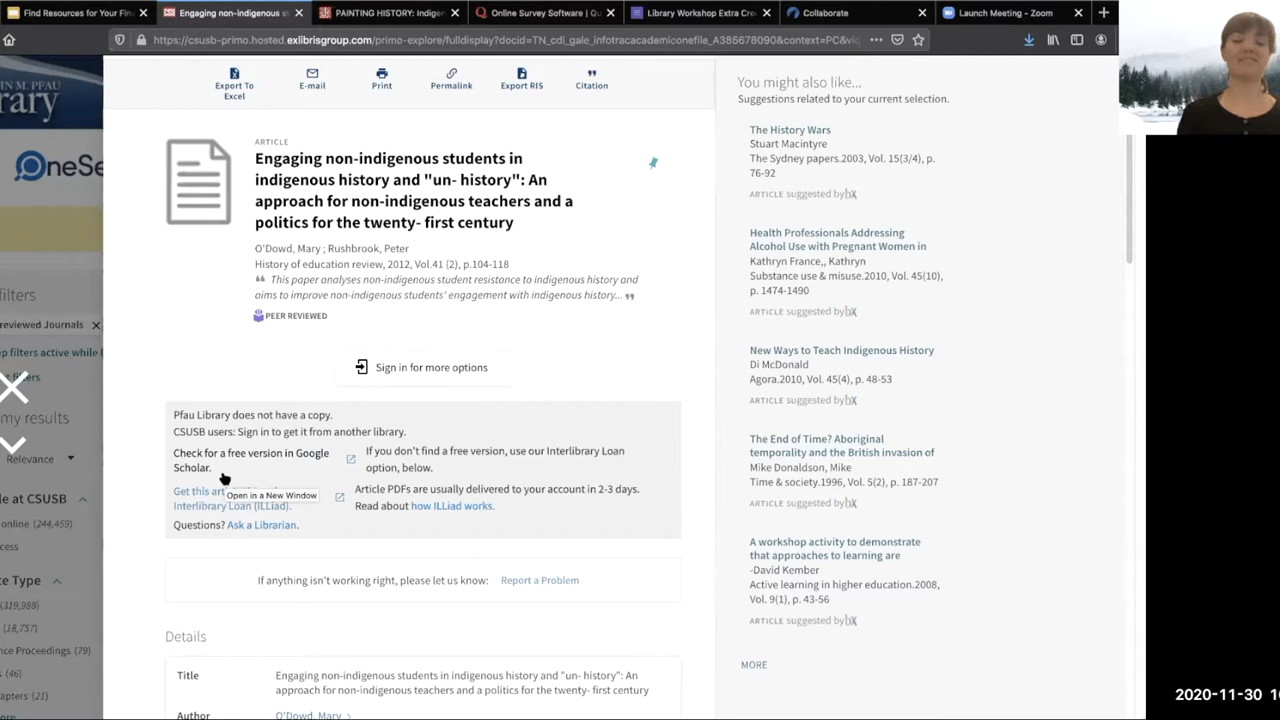 Find Resources for Your Fin
Engaging non-indigenous st
PAINTING HISTORY: Indigen
Online Survey Software | Qu
Library Workshop Extra Cre
Collaborate
Launch Meeting - Zoom
https://csusb-primo.hosted.exlibrisgroup.com/primo-explore/fulldisplay?docid=TN_cdi_gale_infotracacademiconefile_A385678090&context=PC&vi
N M. PFAU
rary
OneSe
filters
reviewed Journals
p filters active while I
t filters
my results
Relevance
le at CSUSB
online (244,459)
cess
ce Type
(319,988)
(18,757)
nce Proceedings (79)
s (46)
apters (21)
Export To
Excel
E-mail
Print
Permalink
Export RIS
Citation
ARTICLE
Engaging non-indigenous students in
indigenous history and "un- history": An
approach for non-indigenous teachers and a
politics for the twenty- first century
O'Dowd, Mary ; Rushbrook, Peter
History of education review, 2012, Vol.41 (2), p.104-118
“ This paper analyses non-indigenous student resistance to indigenous history and
aims to improve non-indigenous students' engagement with indigenous history... ”
PEER REVIEWED
Sign in for more options
Pfau Library does not have a copy.
CSUSB users: Sign in to get it from another library.
Check for a free version in Google
Scholar.
If you don't find a free version, use our Interlibrary Loan
option, below.
Get this art
Open in a New Window
Interlibrary Loan (ILLiad).
Article PDFs are usually delivered to your account in 2-3 days.
Read about how ILLiad works.
Questions? Ask a Librarian.
If anything isn't working right, please let us know: Report a Problem
Details
Title
Engaging non-indigenous students in indigenous history and "un- history": An
approach for non-indigenous teachers and a politics for the twenty- first century
Author
O'Dowd, Mary >
You might also like...
Suggestions related to your current selection.
The History Wars
Stuart Macintyre
The Sydney papers.2003, Vol. 15(3/4), p.
76-92
ARTICLE suggested by bX
Health Professionals Addressing
Alcohol Use with Pregnant Women in
Kathryn France,, Kathryn
Substance use & misuse.2010, Vol. 45(10),
p. 1474-1490
ARTICLE suggested by bX
New Ways to Teach Indigenous History
Di McDonald
Agora.2010, Vol. 45(4), p. 48-53
ARTICLE suggested by bX
The End of Time? Aboriginal
temporality and the British invasion of
Mike Donaldson, Mike
Time & society.1996, Vol. 5(2), p. 187-207
ARTICLE suggested by bX
A workshop activity to demonstrate
that approaches to learning are
-David Kember
Active learning in higher education.2008,
Vol. 9(1), p. 43-56
ARTICLE suggested by bX
MORE
2020-11-30 1